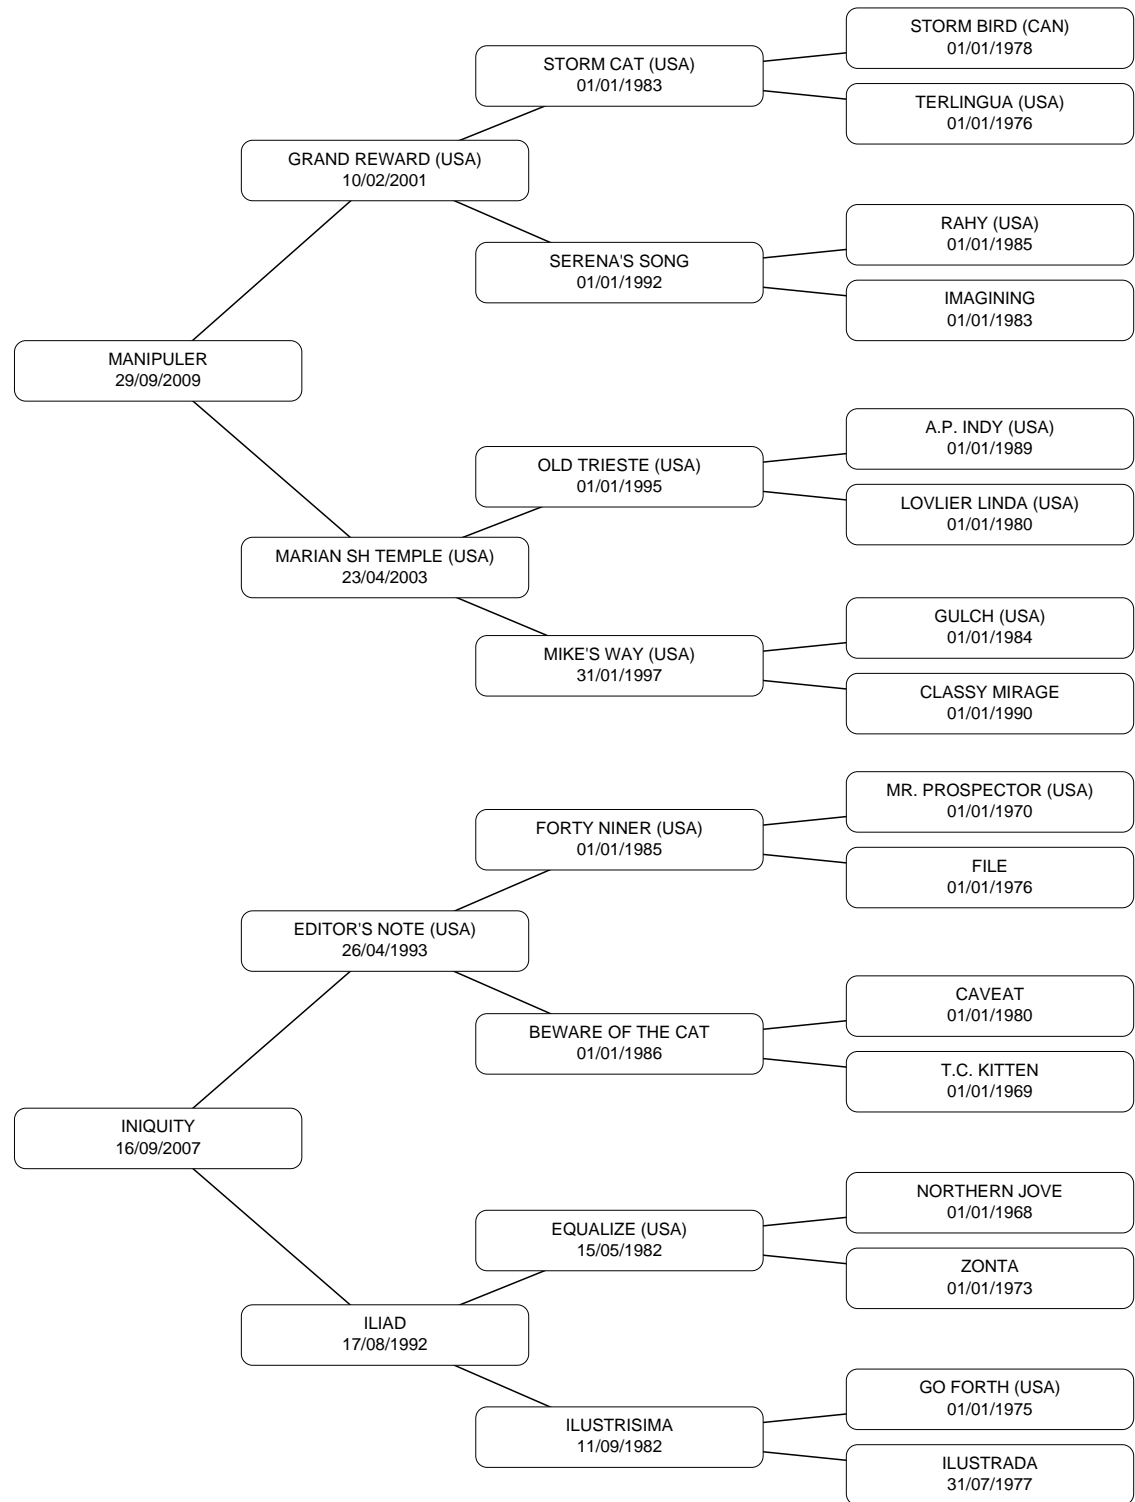 STORM BIRD (CAN)
01/01/1978
STORM CAT (USA)
01/01/1983
TERLINGUA (USA)
01/01/1976
GRAND REWARD (USA)
10/02/2001
RAHY (USA)
01/01/1985
SERENA'S SONG
01/01/1992
IMAGINING
01/01/1983
MANIPULER
29/09/2009
A.P. INDY (USA)
01/01/1989
OLD TRIESTE (USA)
01/01/1995
LOVLIER LINDA (USA)
01/01/1980
MARIAN SH TEMPLE (USA)
23/04/2003
GULCH (USA)
01/01/1984
MIKE'S WAY (USA)
31/01/1997
CLASSY MIRAGE
01/01/1990
MR. PROSPECTOR (USA)
01/01/1970
FORTY NINER (USA)
01/01/1985
FILE
01/01/1976
EDITOR'S NOTE (USA)
26/04/1993
CAVEAT
01/01/1980
BEWARE OF THE CAT
01/01/1986
T.C. KITTEN
01/01/1969
INIQUITY
16/09/2007
NORTHERN JOVE
01/01/1968
EQUALIZE (USA)
15/05/1982
ZONTA
01/01/1973
ILIAD
17/08/1992
GO FORTH (USA)
01/01/1975
ILUSTRISIMA
11/09/1982
ILUSTRADA
31/07/1977